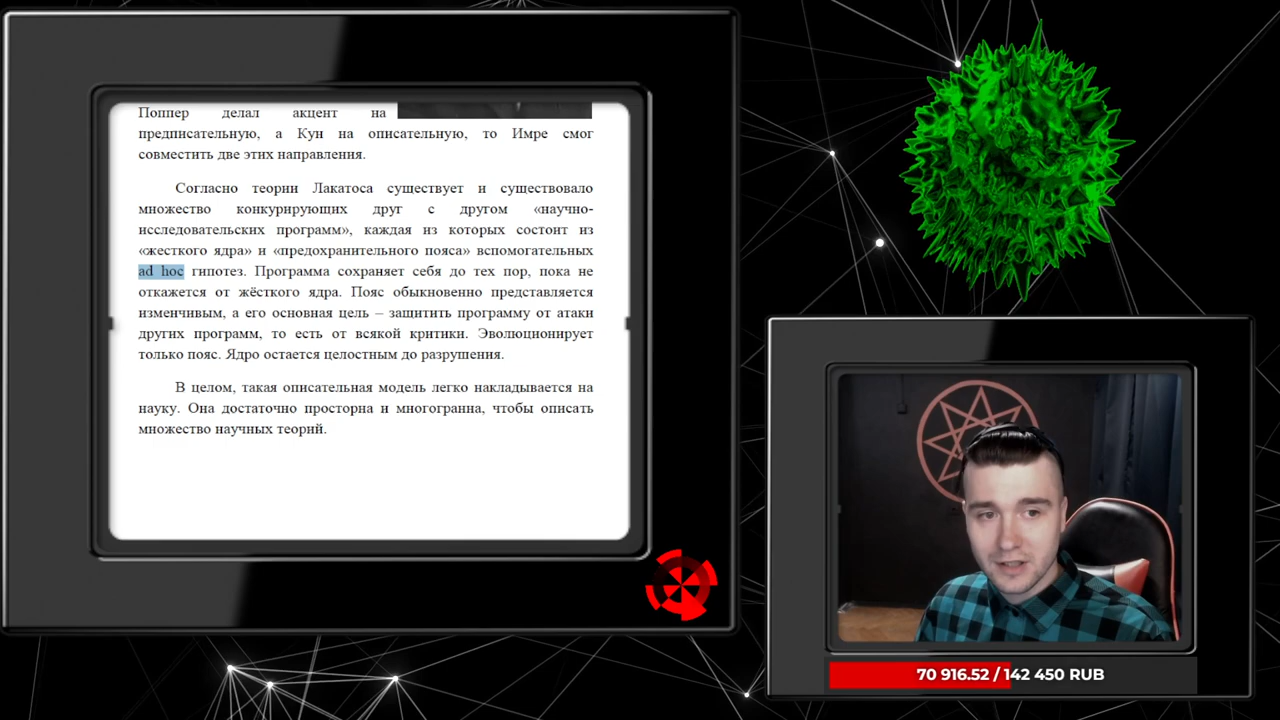 Поппер делал акцент на
предписательную, а Кун на описательную, то Имре смог
совместить две этих направления.
Согласно теории Лакатоса существует и существовало
множество конкурирующих друг с другом «научно-
исследовательских программ», каждая из которых состоит из
«жесткого ядра» и «предохранительного пояса» вспомогательных
ad hoc гипотез. Программа сохраняет себя до тех пор, пока не
откажется от жёсткого ядра. Пояс обыкновенно представляется
изменчивым, а его основная цель – защитить программу от атаки
других программ, то есть от всякой критики. Эволюционирует
только пояс. Ядро остается целостным до разрушения.
В целом, такая описательная модель легко накладывается на
науку. Она достаточно просторна и многогранна, чтобы описать
множество научных теорий.
70 916.52 / 142 450 RUB